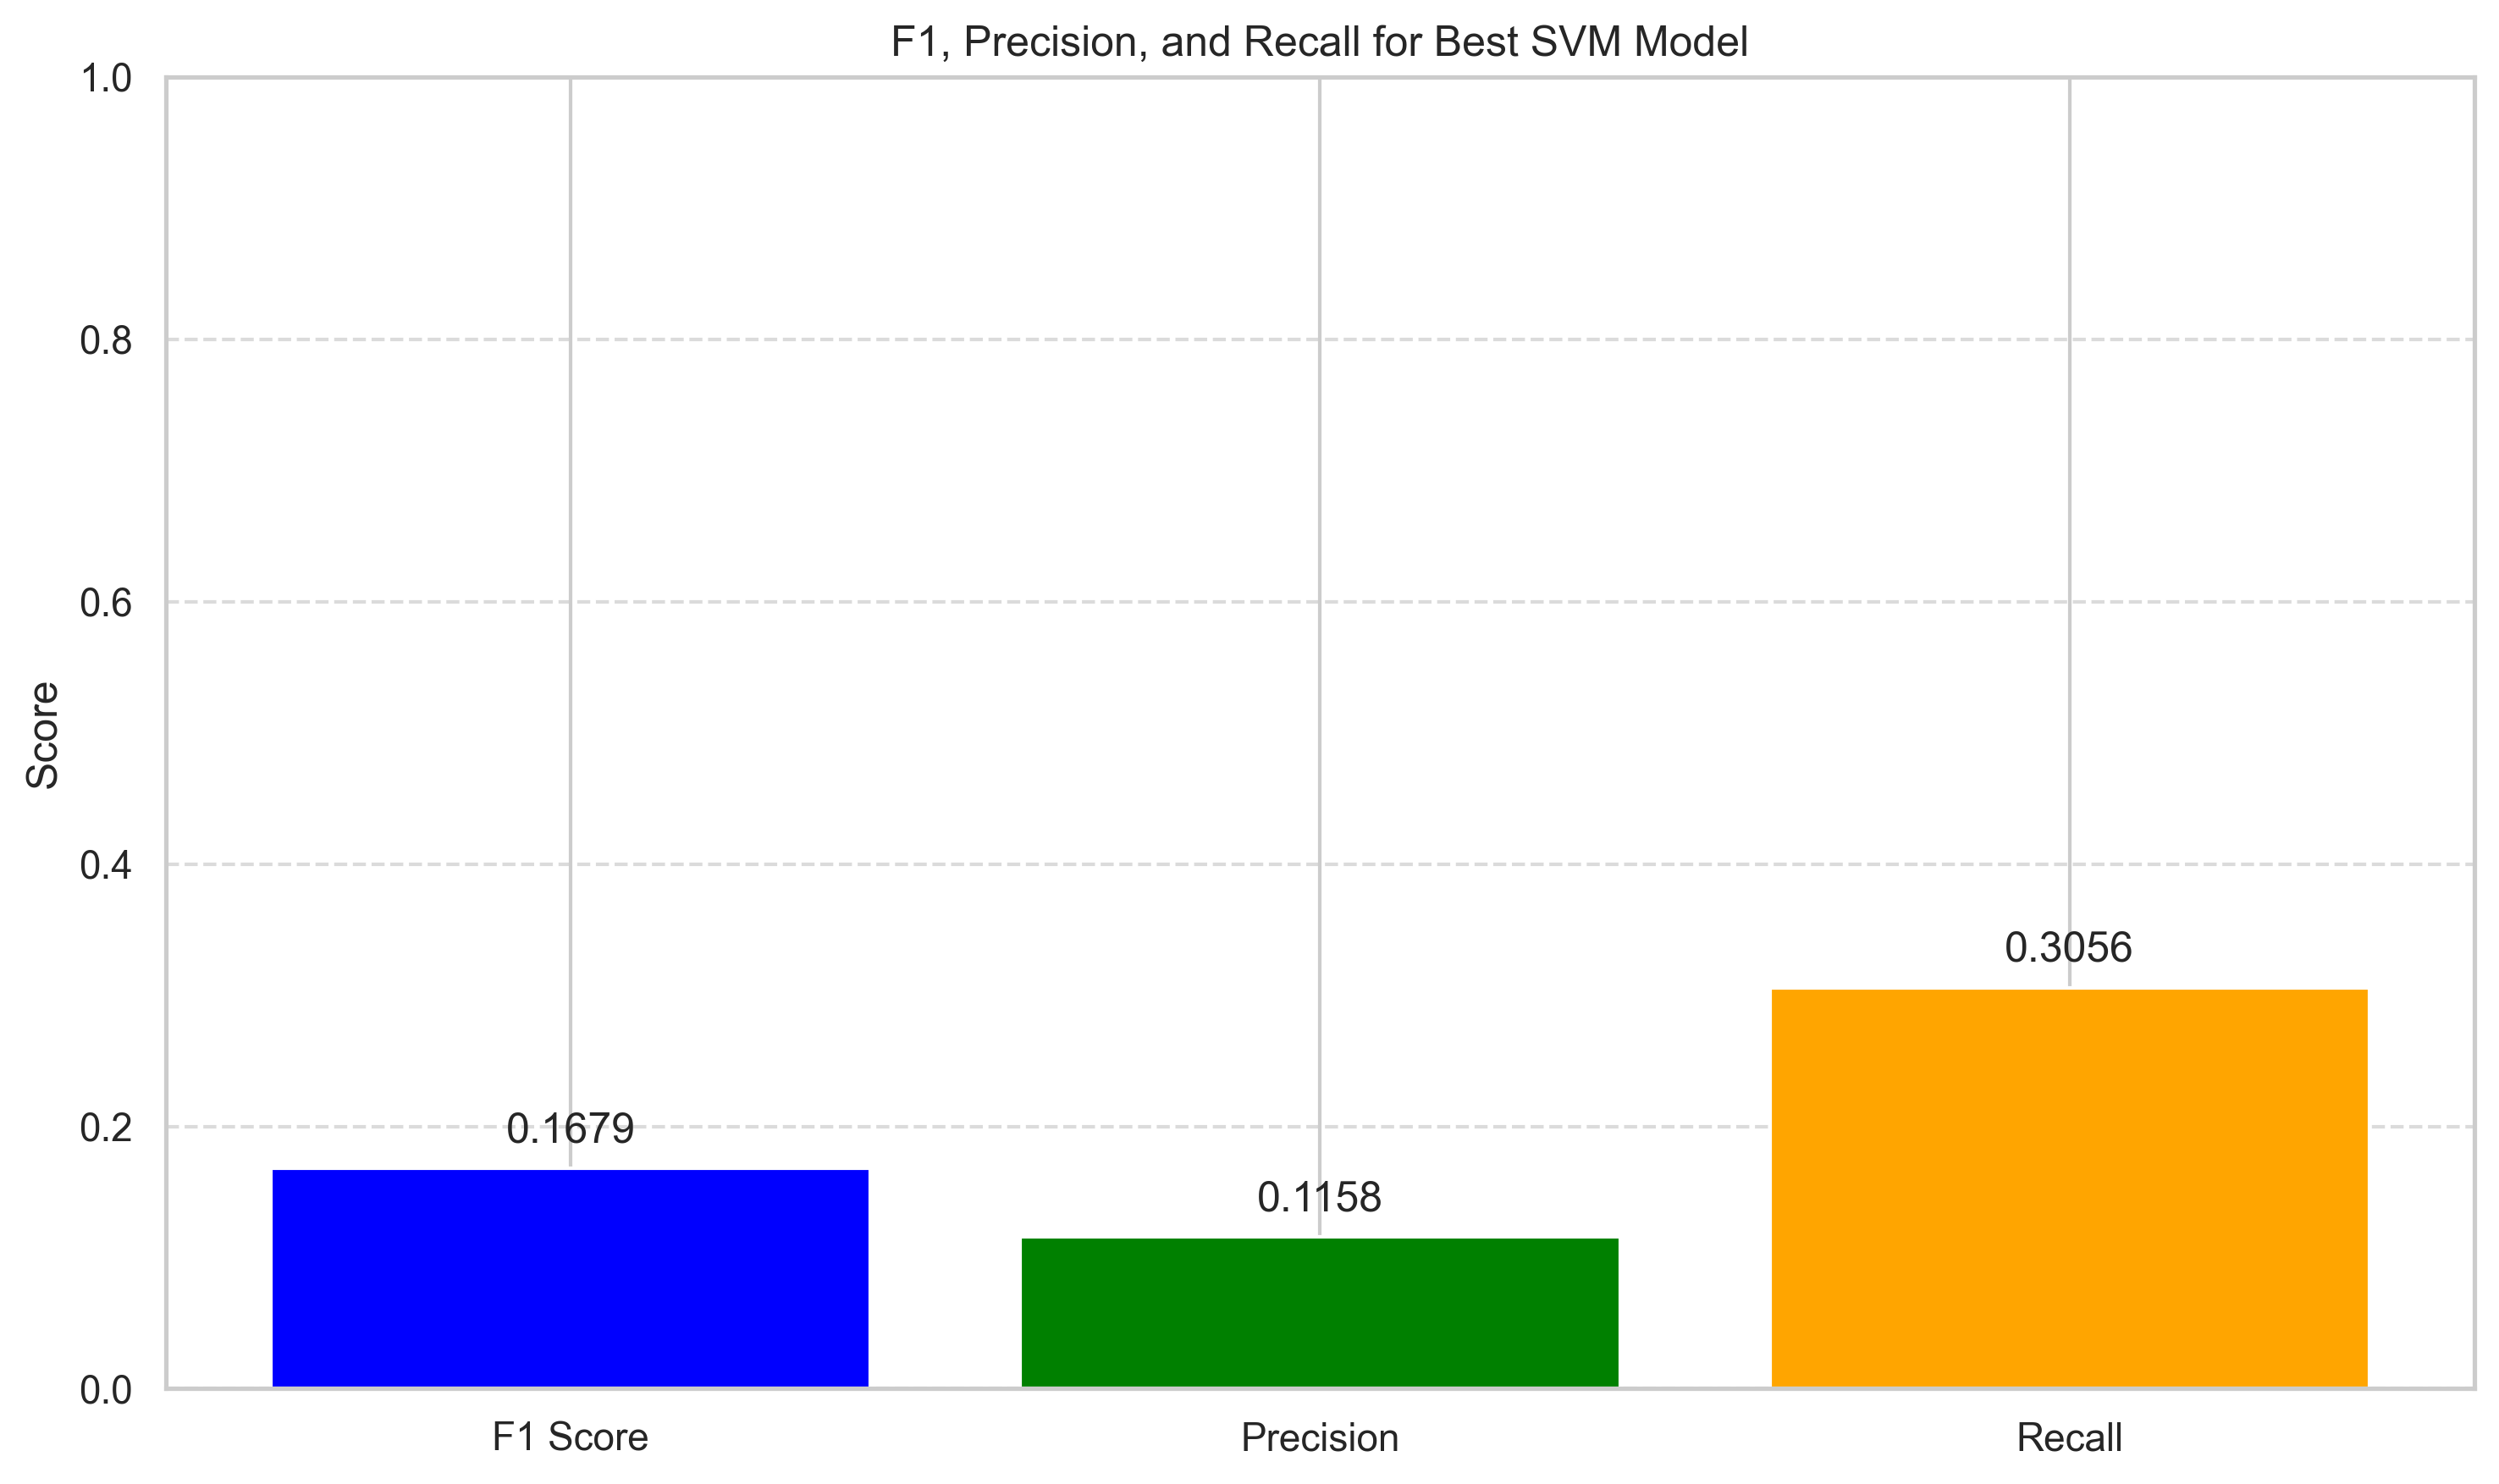 F1, Precision, and Recall for Best SVM Model
1.0
0.8
0.6
Score
0.4
0.3056
0.2
0.1679
0.1158
0.0
F1 Score
Precision
Recall